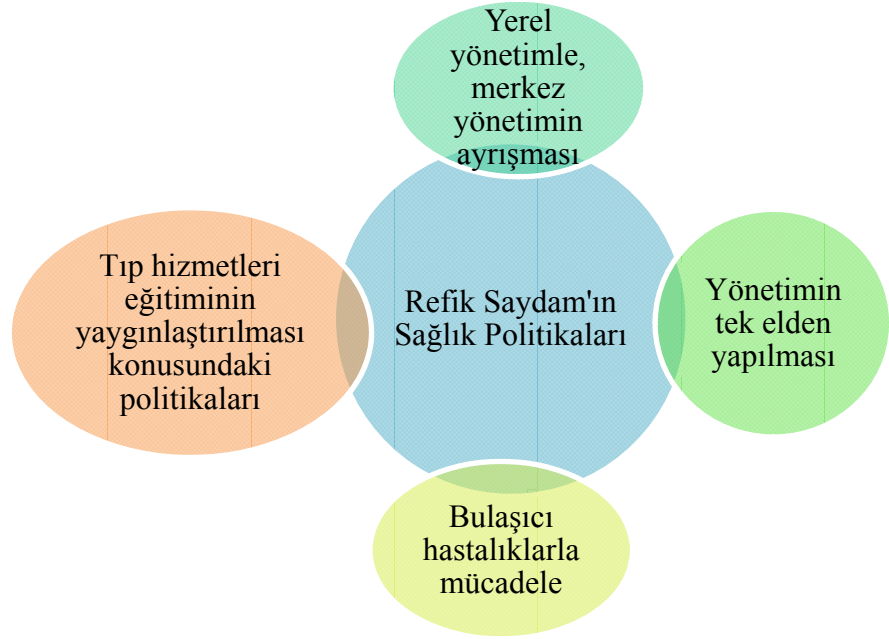 Yerel
yönetimle,
merkez
yönetimin
ayrışması
Tıp hizmetleri
eğitiminin
yaygınlaştırılması
konusundaki
politikaları
Refik Saydam'ın
Sağlık Politikaları
Yönetimin
tek elden
yapılması
Bulaşıcı
hastalıklarla
mücadele